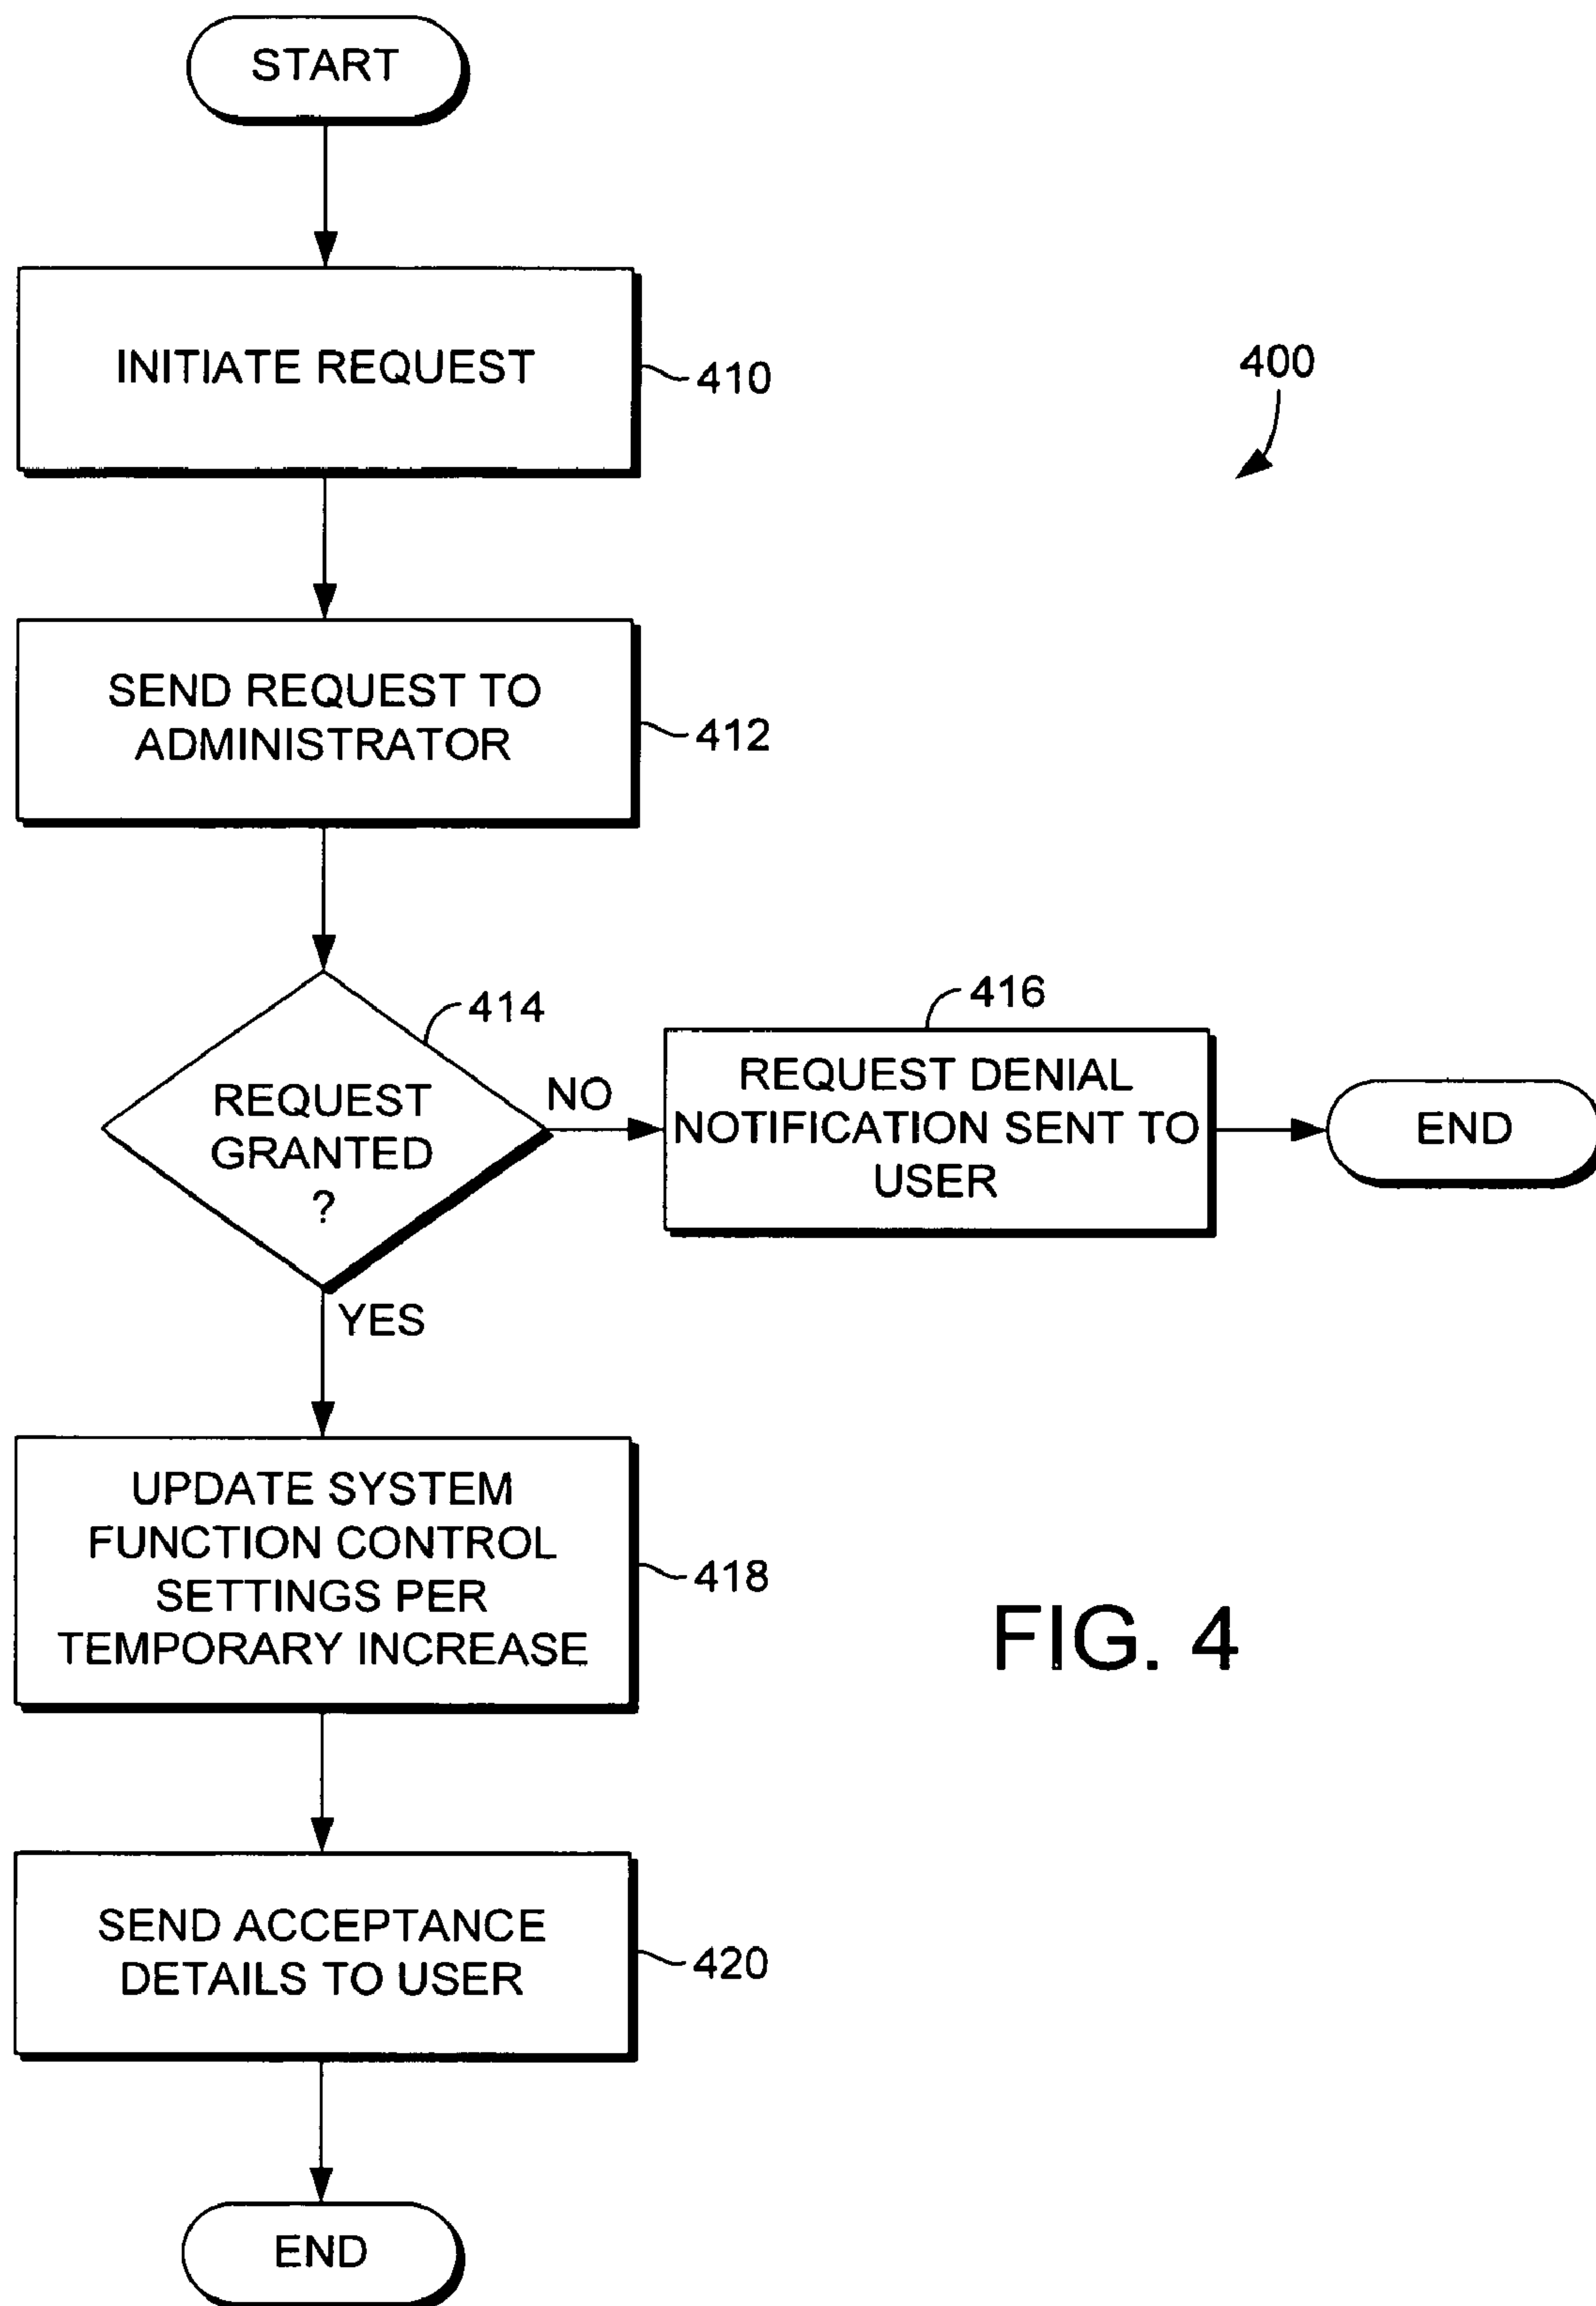 START
INITIATE REQUEST
410
400
SEND REQUEST TO
ADMINISTRATOR
412
414
REQUEST
GRANTED
?
NO
416
REQUEST DENIAL
NOTIFICATION SENT TO
USER
END
YES
UPDATE SYSTEM
FUNCTION CONTROL
SETTINGS PER
TEMPORARY INCREASE
418
FIG. 4
SEND ACCEPTANCE
DETAILS TO USER
420
END